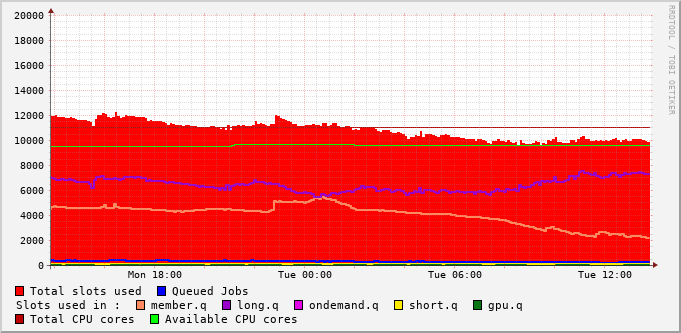 20000
18000
16000
14000
12000
10000
8000
6000
4000
2000
0
Mon 18:00 Tue 00:00 Tue 06:00 Tue 12:00
RRDTOOL / TOBI OETIKER
Total slots used Queued Jobs
Slots used in : member.q long.q ondemand.q short.q gpu.q
Total CPU cores Available CPU cores